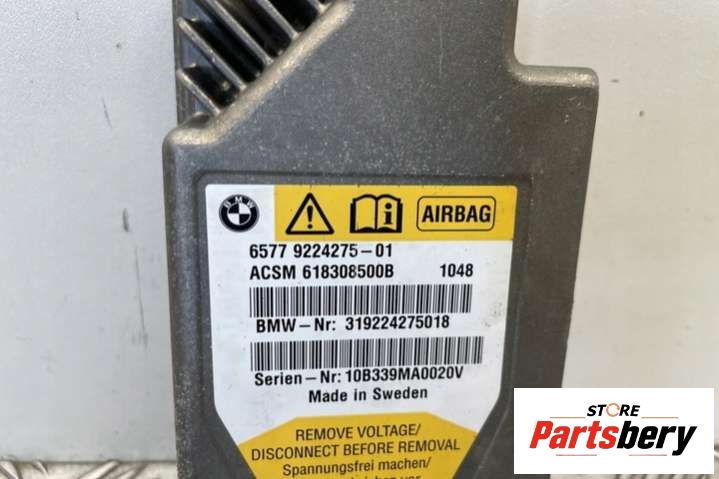 BMW
AIRBAG
6577 9224275-01
ACSM 618308500B 1048
BMW-Nr: 319224275018
Serien-Nr: 10B339MA0020V
Made in Sweden
REMOVE VOLTAGE/
DISCONNECT BEFORE REMOVAL
Spannungsfrei machen/
STORE
Partsbery